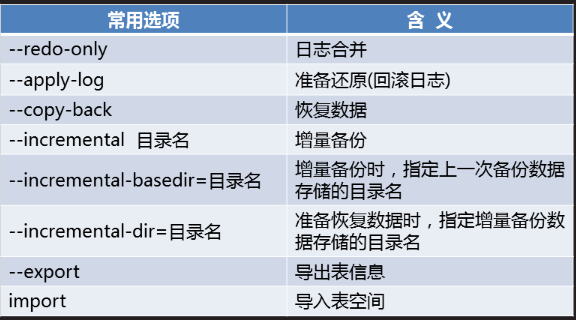 常用选项 含 义
--redo-only 日志合并
--apply-log 准备还原(回滚日志)
--copy-back 恢复数据
--incremental 目录名 增量备份
--incremental-basedir=目录名 增量备份时，指定上一次备份数据
存储的目录名
--incremental-dir=目录名 准备恢复数据时，指定增量备份数
据存储的目录名
--export 导出表信息
import 导入表空间